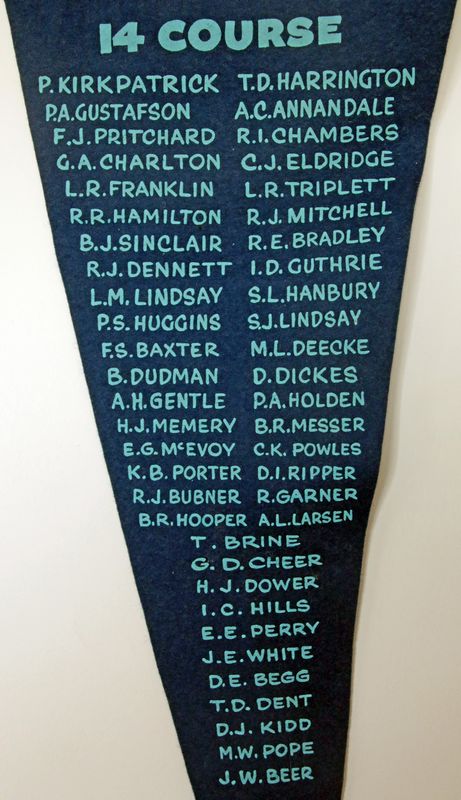 14 COURSE
P.KIRKPATRICK T.D.HARRINGTON
P.A.GUSTAFSON A.C.ANNANDALE
F.J.PRITCHARD R.I.CHAMBERS
G.A.CHARLTON C.J.ELDRIDGE
L.R.FRANKLIN L.R.TRIPLETT
R.R.HAMILTON R.J.MITCHELL
B.J.SINCLAIR R.E.BRADLEY
R.J.DENNETT I.D.GUTHRIE
L.M.LINDSAY S.L.HANBURY
P.S.HUGGINS S.J.LINDSAY
F.S.BAXTER M.L.DEECKE
B.DUDMAN D.DICKES
A.H.GENTLE P.A.HOLDEN
H.J.MEMERY B.R.MESSER
E.G.McEVOY C.K.POWLES
K.B.PORTER D.I.RIPPER
R.J.BUBNER R.GARNER
B.R.HOOPER A.L.LARSEN
T. BRINE
G. D. CHEER
H. J. DOWER
I. C. HILLS
E.E. PERRY
J.E. WHITE
D.E. BEGG
T.D. DENT
D.J. KIDD
M.W. POPE
J.W. BEER